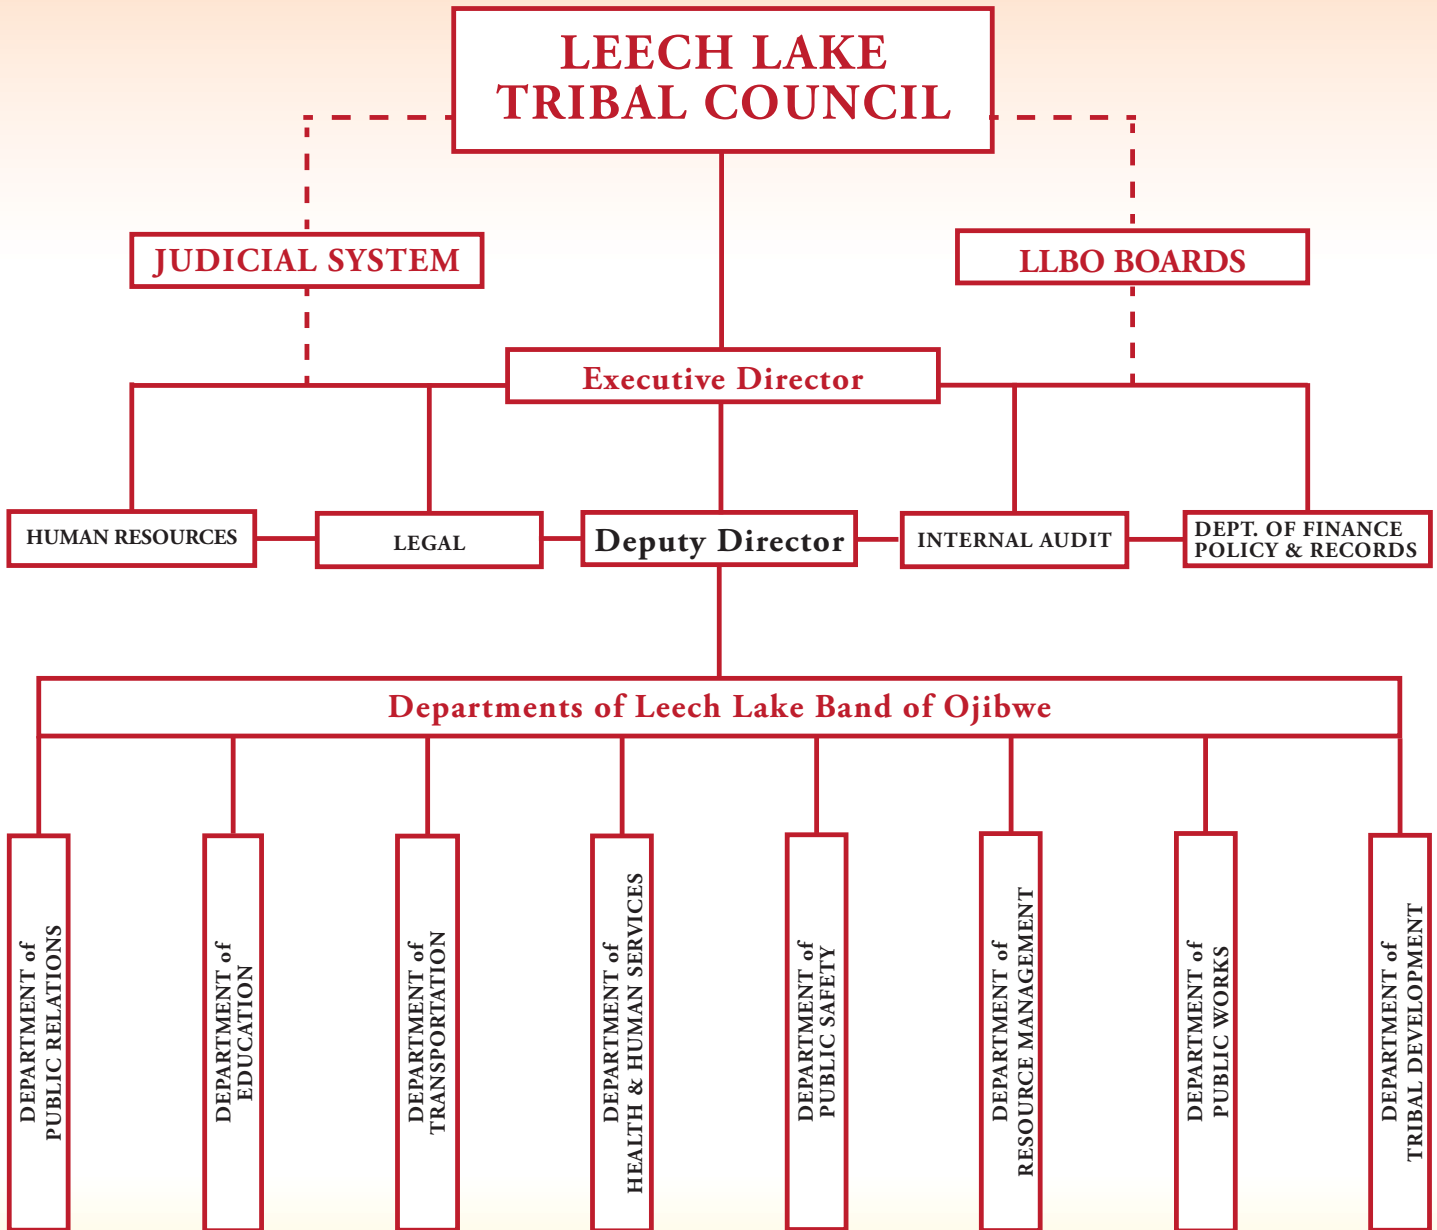 LEECH LAKE
TRIBAL COUNCIL
JUDICIAL SYSTEM
LLBO BOARDS
Executive Director
HUMAN RESOURCES
LEGAL
Deputy Director
INTERNAL AUDIT
DEPT. OF FINANCE
POLICY & RECORDS
Departments of Leech Lake Band of Ojibwe
DEPARTMENT of
PUBLIC RELATIONS
DEPARTMENT of
EDUCATION
DEPARTMENT of
TRANSPORTATION
DEPARTMENT of
HEALTH & HUMAN SERVICES
DEPARTMENT of
PUBLIC SAFETY
DEPARTMENT of
RESOURCE MANAGEMENT
DEPARTMENT of
PUBLIC WORKS
DEPARTMENT of
TRIBAL DEVELOPMENT